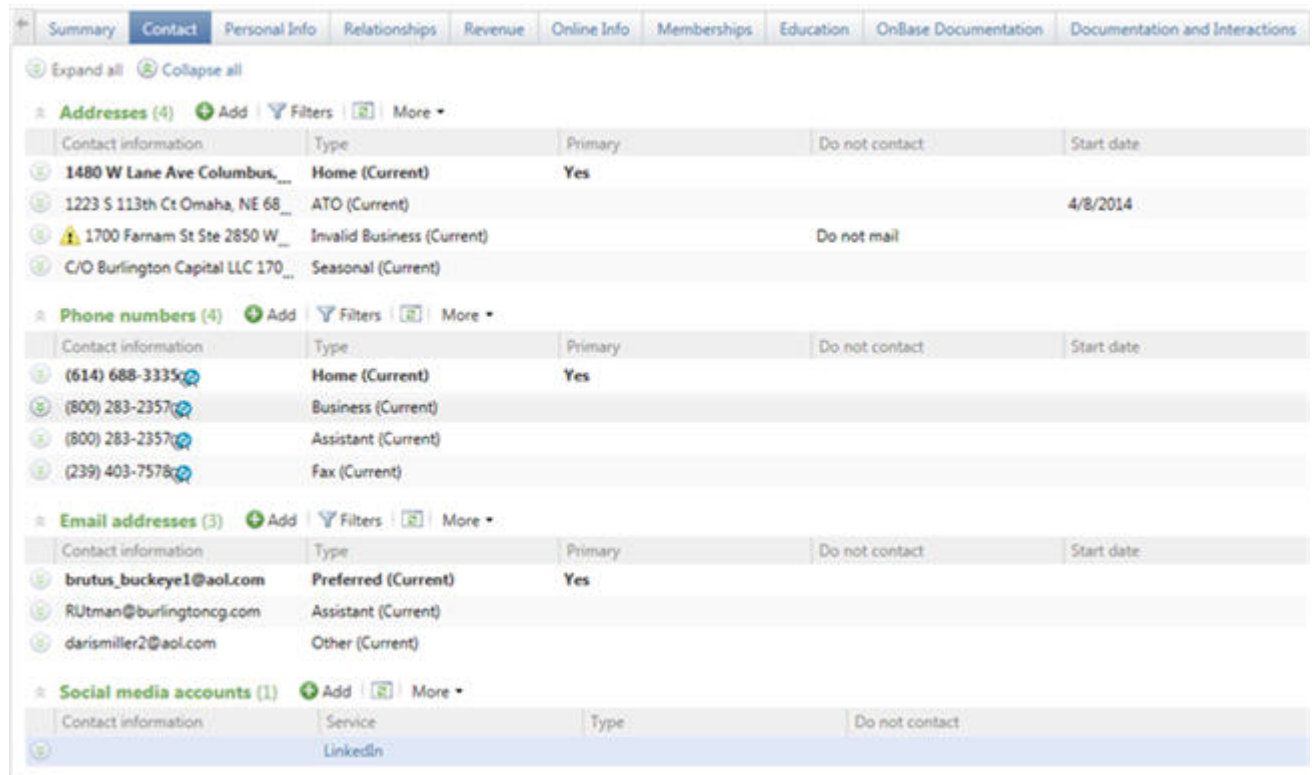 Summary Contact Personal Info Relationships Revenue Online Info Memberships Education OnBase Documentation Documentation and Interactions
Expand all Collapse all
Addresses (4) Add Filters More
Contact information Type Primary Do not contact Start date
1480 W Lane Ave Columbus,... Home (Current) Yes
1223 S 113th Ct Omaha, NE 68... ATO (Current) 4/8/2014
1700 Farnam St Ste 2850 W... Invalid Business (Current) Do not mail
C/O Burlington Capital LLC 170... Seasonal (Current)
Phone numbers (4) Add Filters More
Contact information Type Primary Do not contact Start date
(614) 688-3335 Home (Current) Yes
(800) 283-2357 Business (Current)
(800) 283-2357 Assistant (Current)
(239) 403-7578 Fax (Current)
Email addresses (3) Add Filters More
Contact information Type Primary Do not contact Start date
brutus_buckeye1@aol.com Preferred (Current) Yes
RUtman@burlingtoncg.com Assistant (Current)
darismiller2@aol.com Other (Current)
Social media accounts (1) Add More
Contact information Service Type Do not contact
LinkedIn